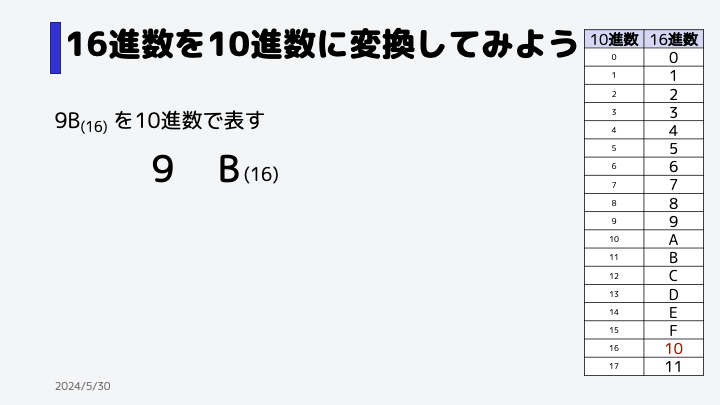 16進数を10進数に変換してみよう
9B(16) を10進数で表す
9 B(16)
10進数 16進数
0 0
1 1
2 2
3 3
4 4
5 5
6 6
7 7
8 8
9 9
10 A
11 B
12 C
13 D
14 E
15 F
16 10
17 11
2024/5/30